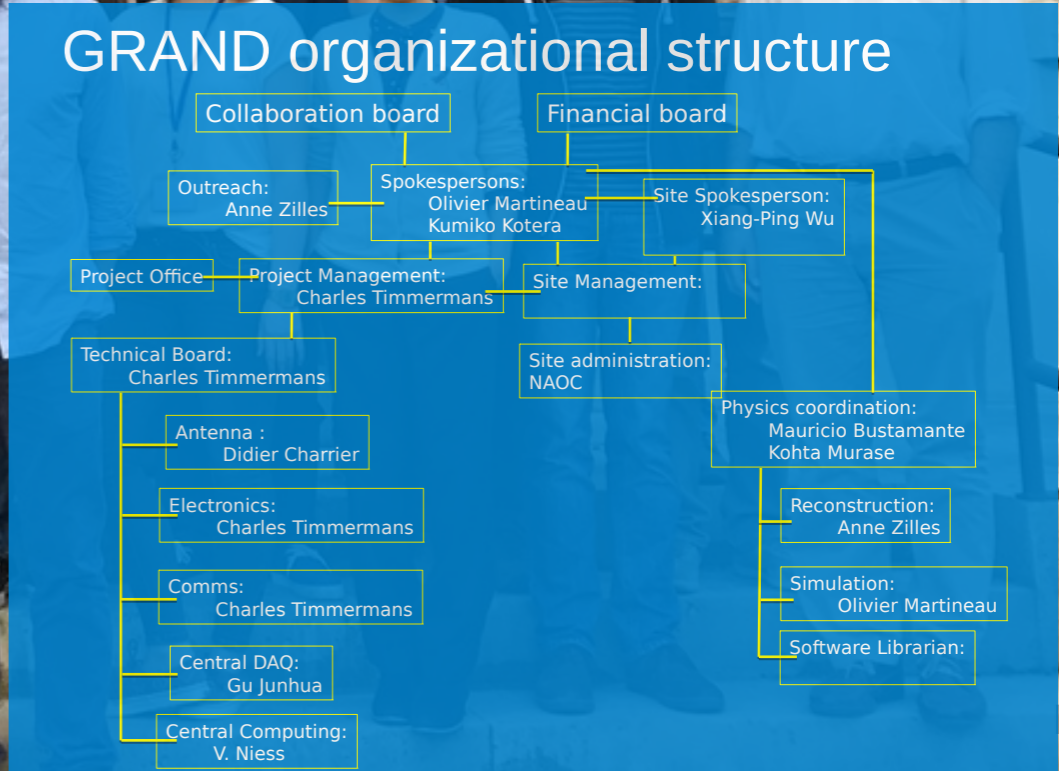 GRAND organizational structure
Collaboration board
Financial board
Outreach:
Anne Zilles
Spokespersons:
Olivier Martineau
Kumiko Kotera
Site Spokesperson:
Xiang-Ping Wu
Project Office
Project Management:
Charles Timmermans
Site Management:
Technical Board:
Charles Timmermans
Site administration:
NAOC
Physics coordination:
Mauricio Bustamante
Kohta Murase
Antenna :
Didier Charrier
Electronics:
Charles Timmermans
Reconstruction:
Anne Zilles
Comms:
Charles Timmermans
Simulation:
Olivier Martineau
Central DAQ:
Gu Junhua
Software Librarian:
Central Computing:
V. Niess